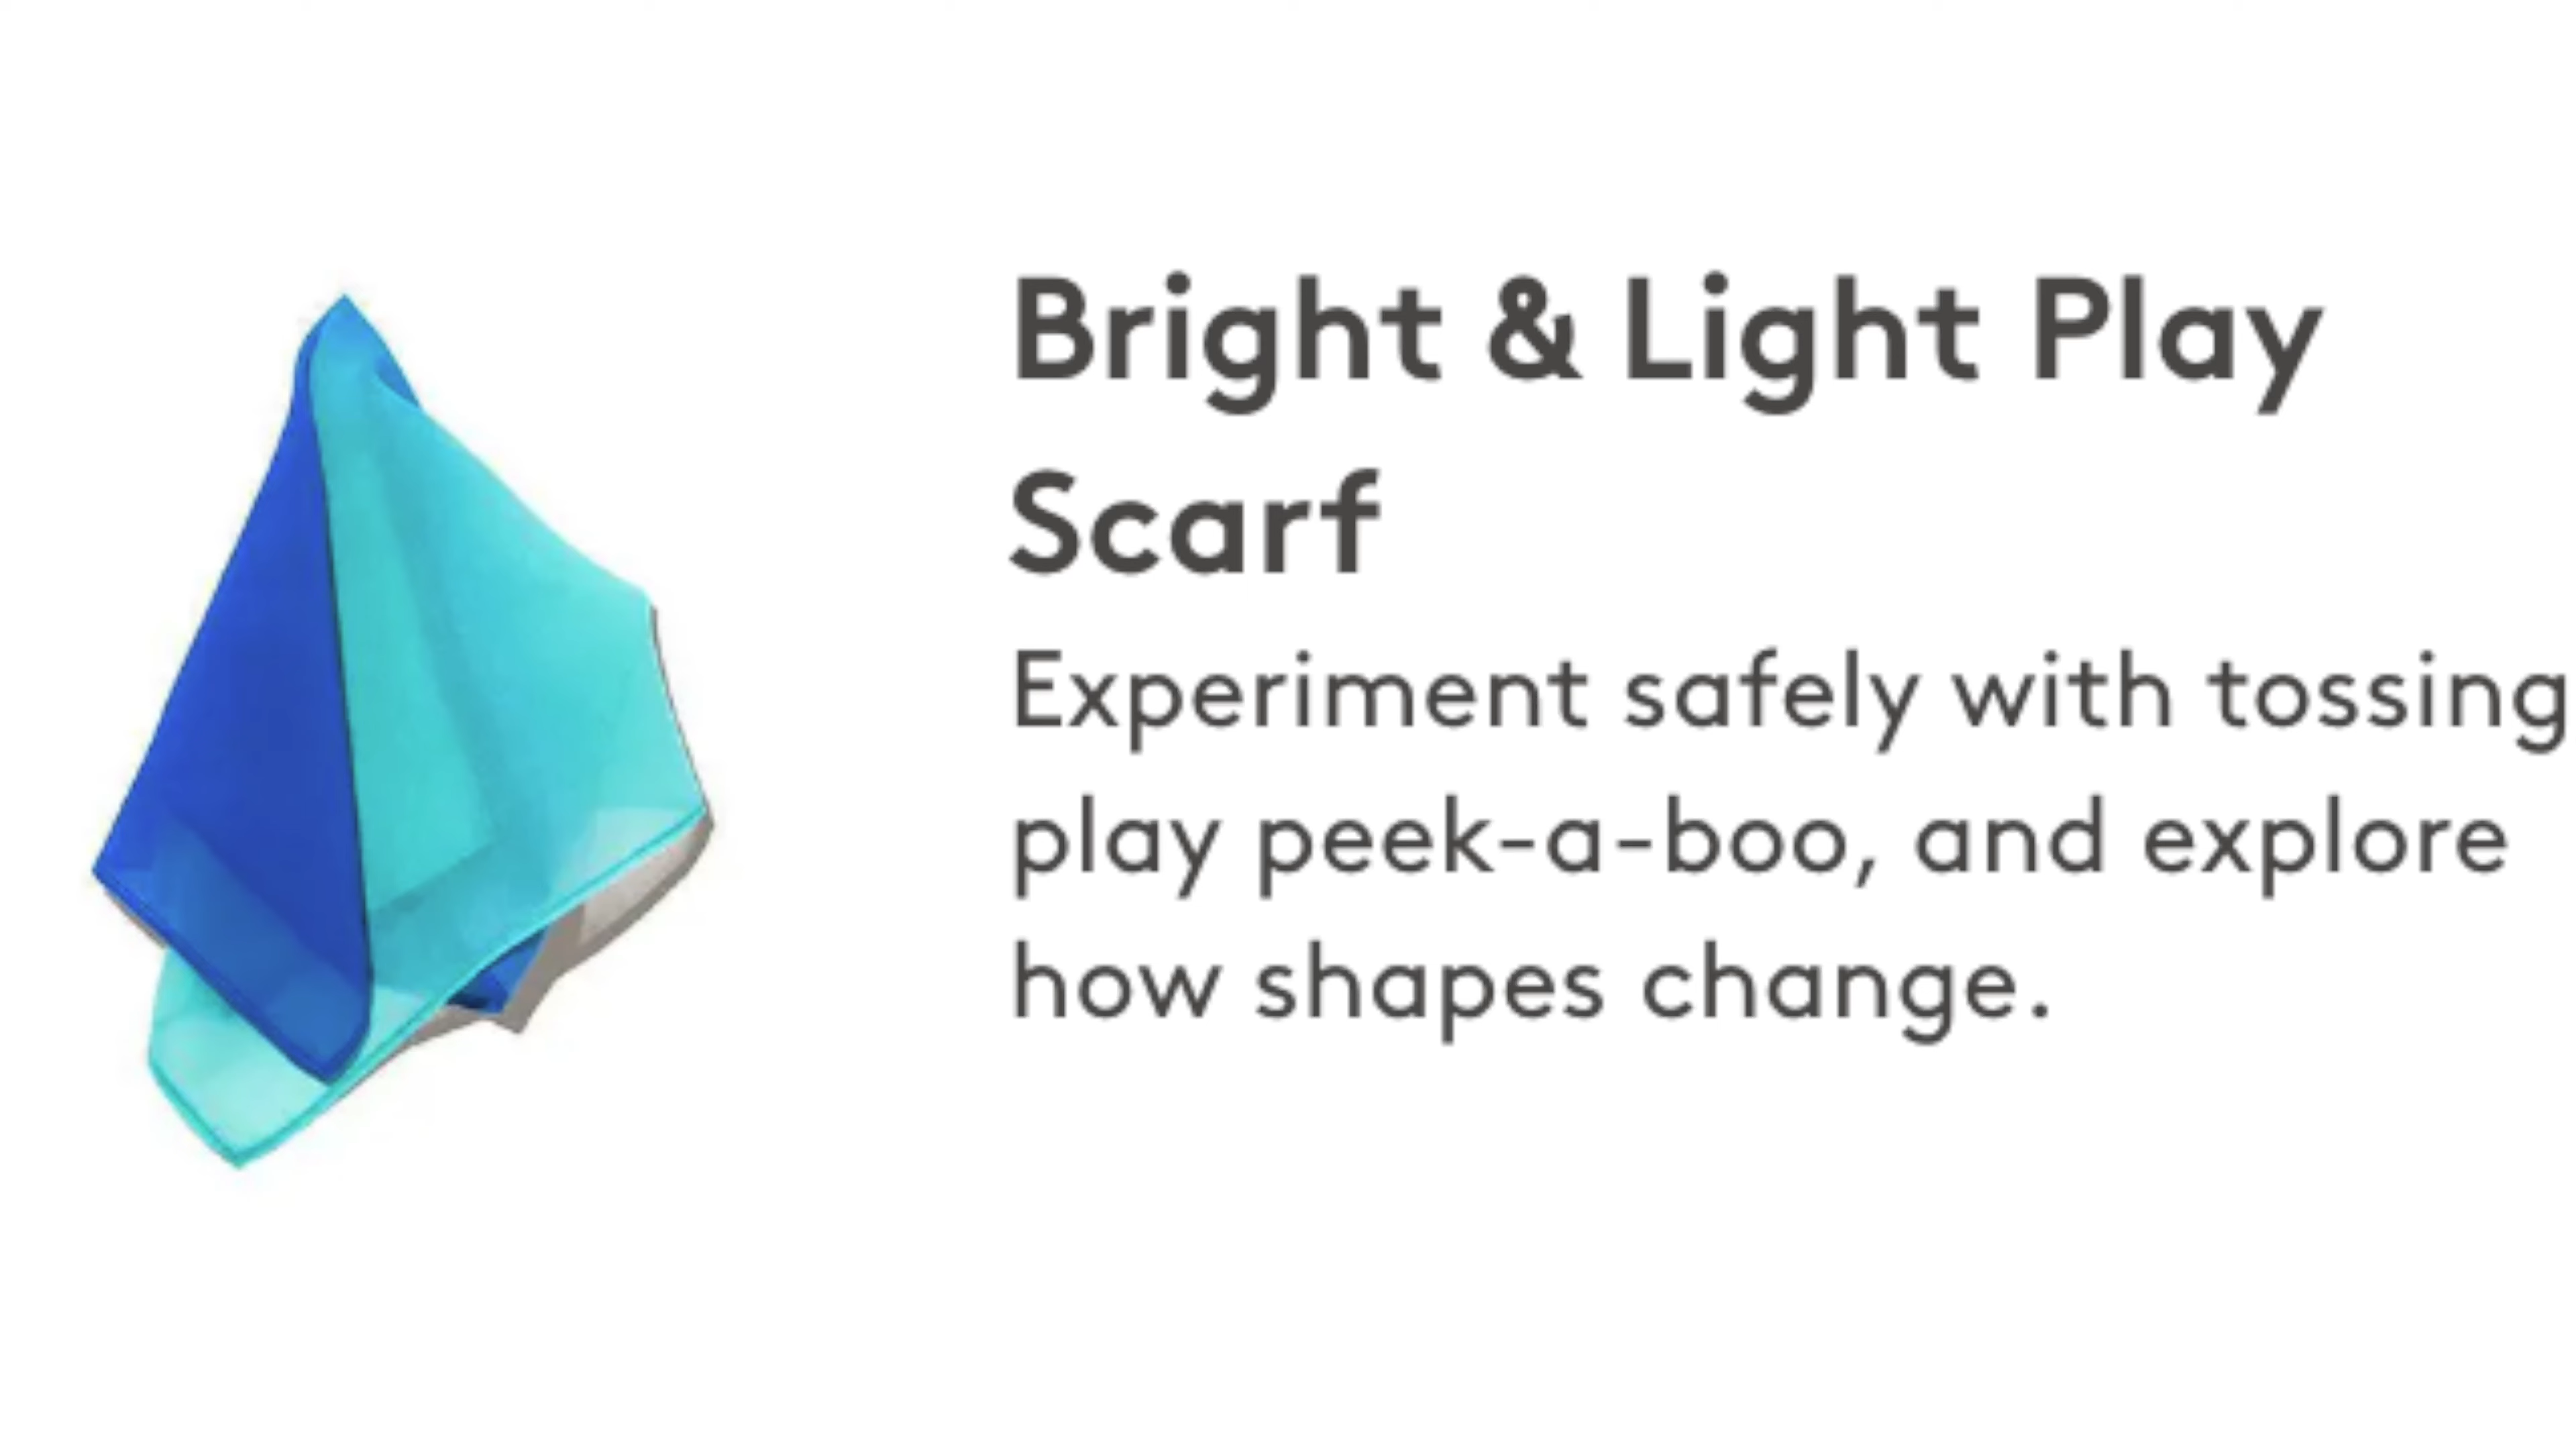 Bright & Light Play
Scarf
Experiment safely with tossing
play peek-a-boo, and explore
how shapes change.